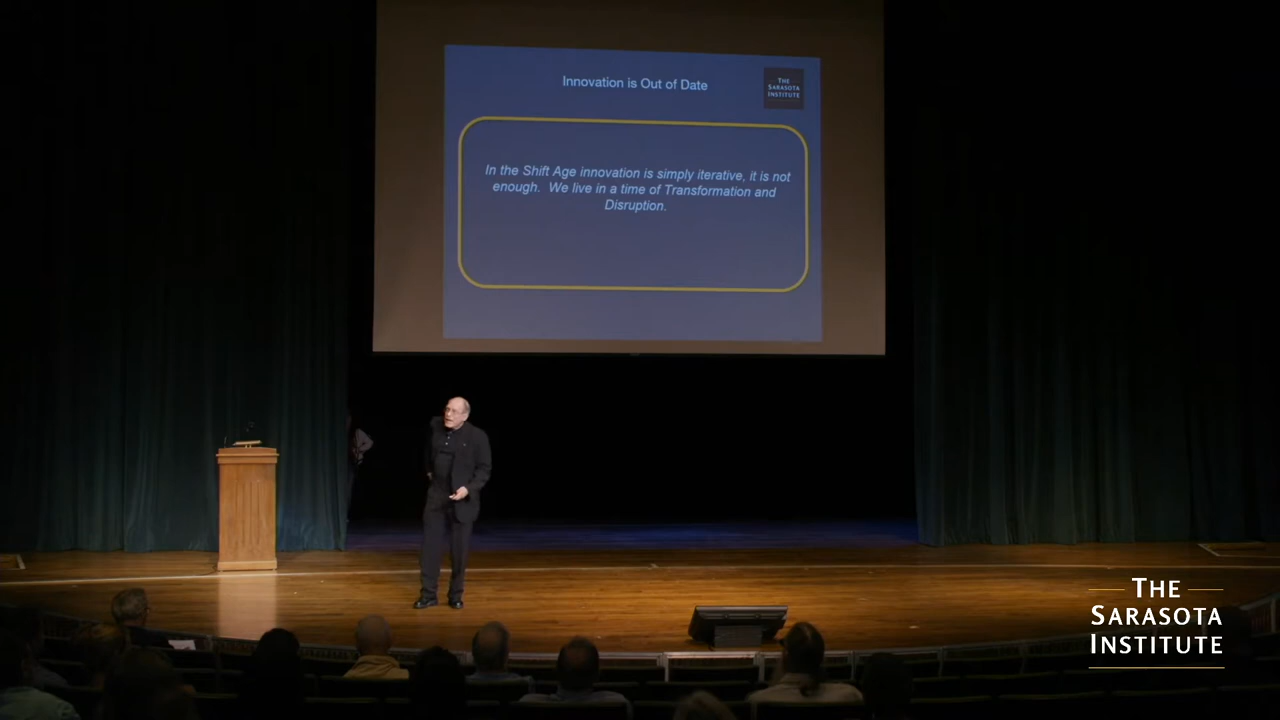 Innovation is Out of Date
THE
SARASOTA
INSTITUTE
In the Shift Age innovation is simply iterative, it is not
enough. We live in a time of Transformation and
Disruption.
THE
SARASOTA
INSTITUTE